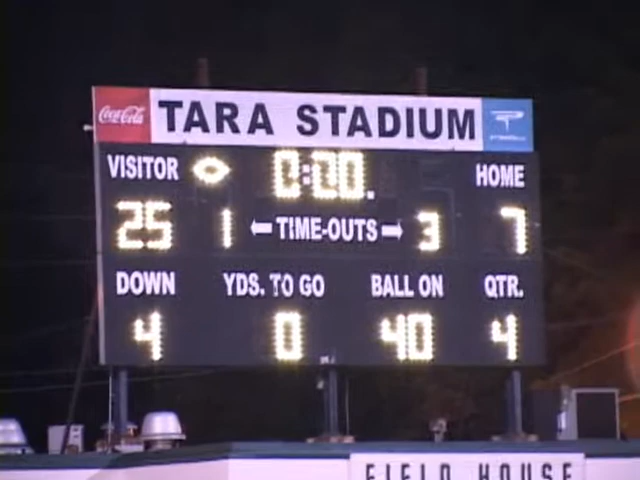 Coca-Cola TARA STADIUM
VISITOR 0:00. HOME
25 1 TIME-OUTS 3 7
DOWN YDS. TO GO BALL ON QTR.
4 0 40 4
FIELD HOUSE